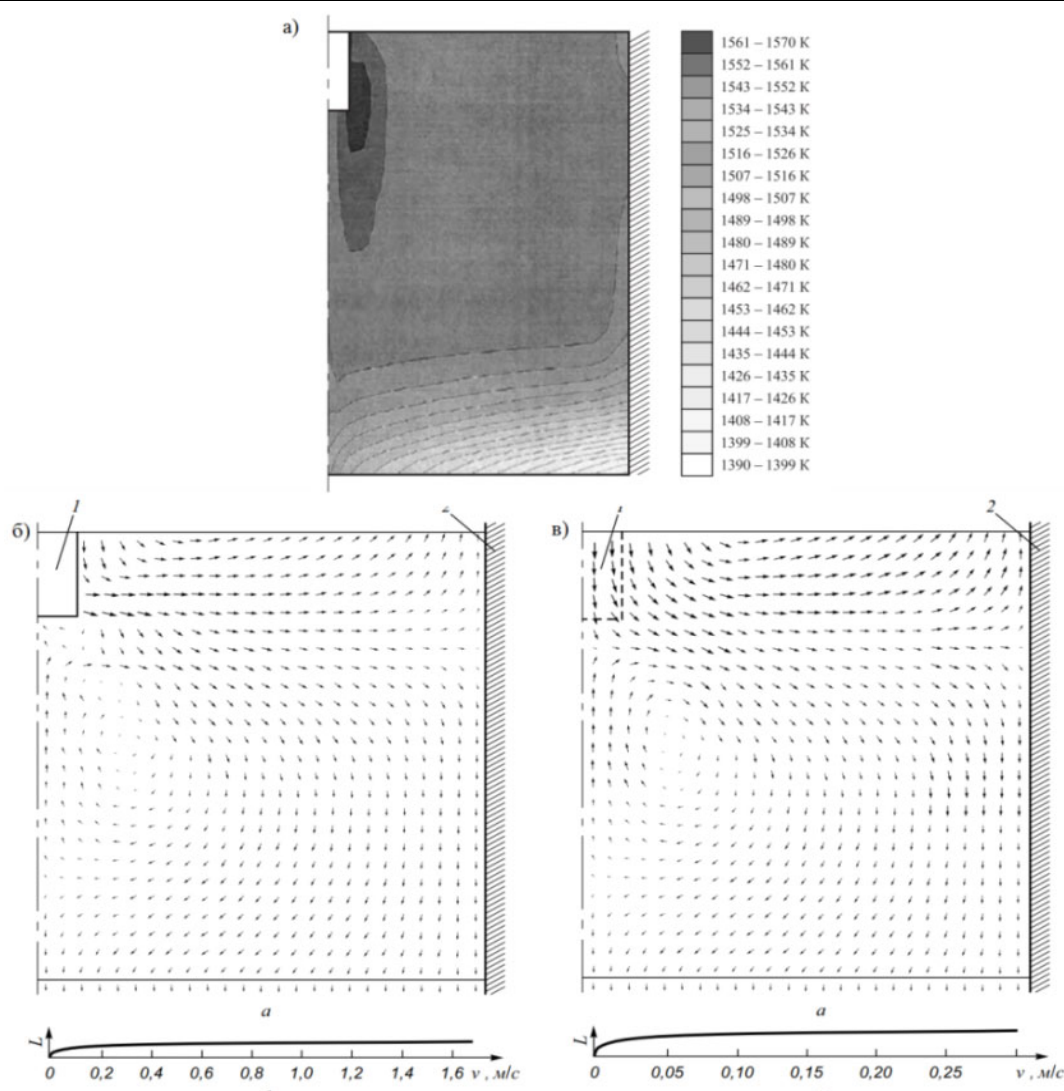 а)
1561 – 1570 K
1552 – 1561 K
1543 – 1552 K
1534 – 1543 K
1525 – 1534 K
1516 – 1526 K
1507 – 1516 K
1498 – 1507 K
1489 – 1498 K
1480 – 1489 K
1471 – 1480 K
1462 – 1471 K
1453 – 1462 K
1444 – 1453 K
1435 – 1444 K
1426 – 1435 K
1417 – 1426 K
1408 – 1417 K
1399 – 1408 K
1390 – 1399 K
б)
1
в)
2
а
L
0 0,2 0,4 0,6 0,8 1,0 1,2 1,4 1,6 v , м/с
а
L
0 0,05 0,10 0,15 0,20 0,25 v , м/с